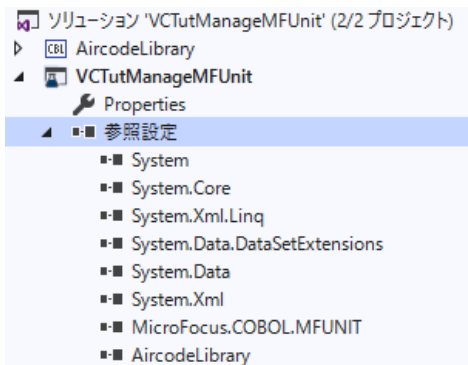 ソリューション 'VCTutManageMFUnit' (2/2 プロジェクト)
CBL AircodeLibrary
VCTutManageMFUnit
Properties
参照設定
System
System.Core
System.Xml.Linq
System.Data.DataSetExtensions
System.Data
System.Xml
MicroFocus.COBOL.MFUNIT
AircodeLibrary